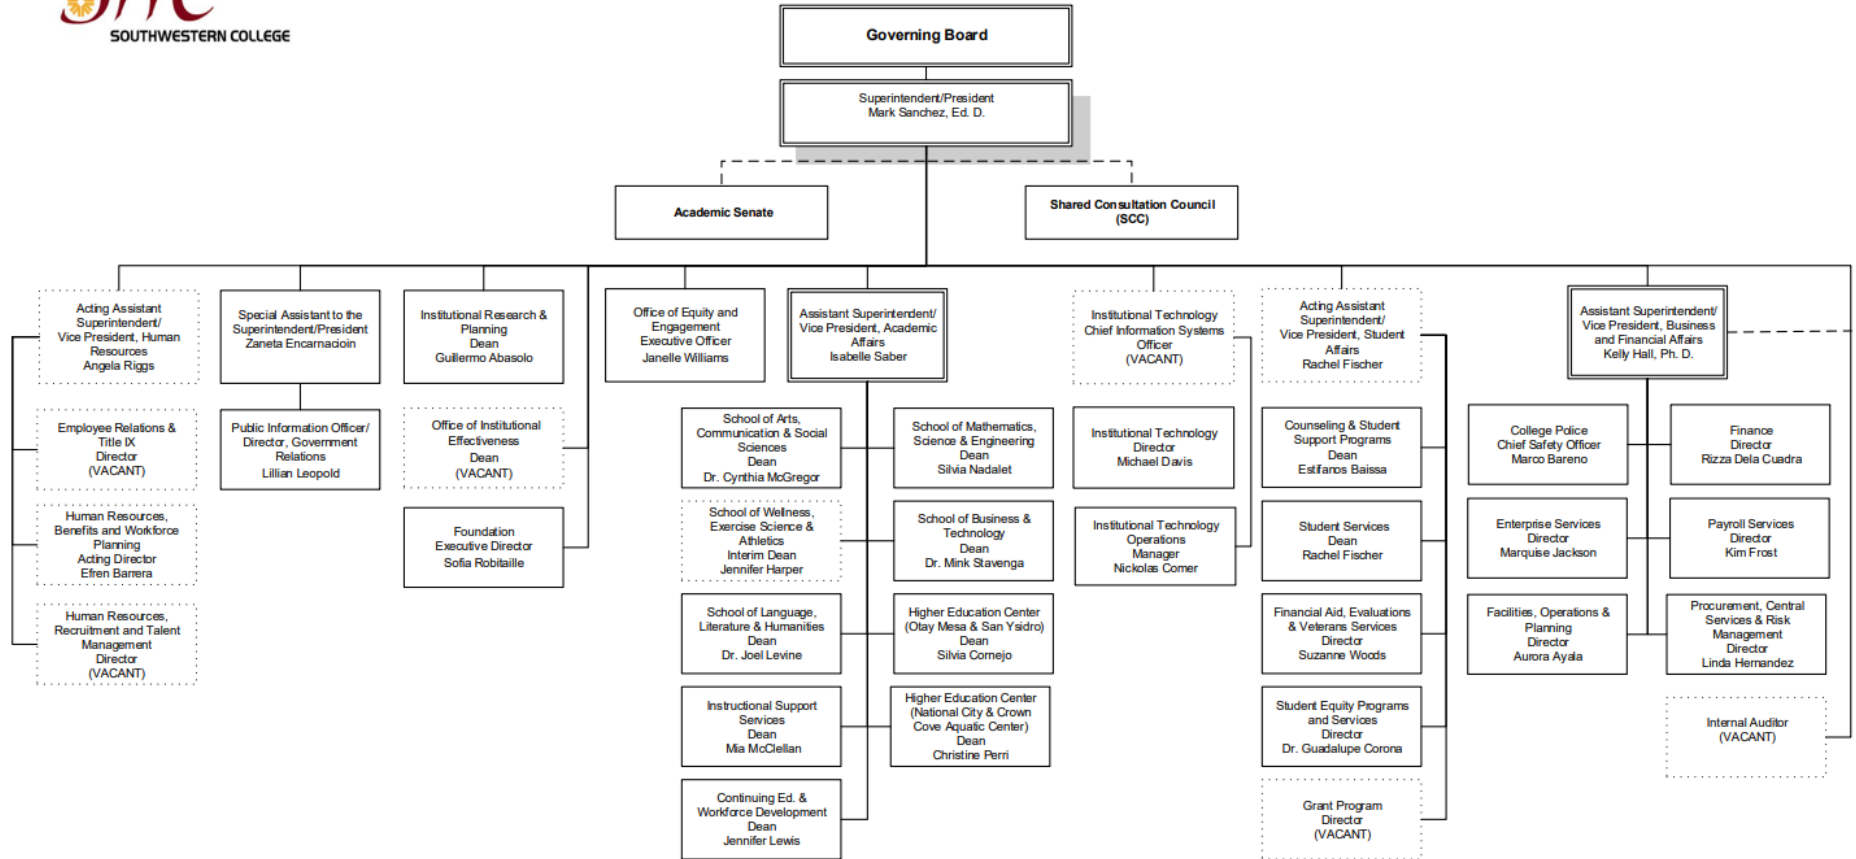 SOUTHWESTERN COLLEGE
Governing Board
Superintendent/President
Mark Sanchez, Ed. D.
Academic Senate
Shared Consultation Council
(SCC)
Acting Assistant
Superintendent/
Vice President, Human
Resources
Angela Riggs
Employee Relations &
Title IX
Director
(VACANT)
Human Resources,
Benefits and Workforce
Planning
Acting Director
Efren Barrera
Human Resources,
Recruitment and Talent
Management
Director
(VACANT)
Special Assistant to the
Superintendent/President
Zaneta Encarnacioin
Public Information Officer/
Director, Government
Relations
Lillian Leopold
Institutional Research &
Planning
Dean
Guillermo Abasolo
Office of Institutional
Effectiveness
Dean
(VACANT)
Foundation
Executive Director
Sofia Robitaille
Office of Equity and
Engagement
Executive Officer
Janelle Williams
Assistant Superintendent/
Vice President, Academic
Affairs
Isabelle Saber
School of Arts,
Communication & Social
Sciences
Dean
Dr. Cynthia McGregor
School of Wellness,
Exercise Science &
Athletics
Interim Dean
Jennifer Harper
School of Language,
Literature & Humanities
Dean
Dr. Joel Levine
Instructional Support
Services
Dean
Mia McClellan
Continuing Ed. &
Workforce Development
Dean
Jennifer Lewis
School of Mathematics,
Science & Engineering
Dean
Silvia Nadalet
School of Business &
Technology
Dean
Dr. Mink Stavenga
Higher Education Center
(Otay Mesa & San Ysidro)
Dean
Silvia Cornejo
Higher Education Center
(National City & Crown
Cove Aquatic Center)
Dean
Christine Perri
Institutional Technology
Chief Information Systems
Officer
(VACANT)
Institutional Technology
Director
Michael Davis
Institutional Technology
Operations
Manager
Nickolas Comer
Acting Assistant
Superintendent/
Vice President, Student
Affairs
Rachel Fischer
Counseling & Student
Support Programs
Dean
Estifanos Baissa
Student Services
Dean
Rachel Fischer
Financial Aid, Evaluations
& Veterans Services
Director
Suzanne Woods
Student Equity Programs
and Services
Director
Dr. Guadalupe Corona
Grant Program
Director
(VACANT)
Assistant Superintendent/
Vice President, Business
and Financial Affairs
Kelly Hall, Ph. D.
College Police
Chief Safety Officer
Marco Bareno
Enterprise Services
Director
Marquise Jackson
Facilities, Operations &
Planning
Director
Aurora Ayala
Finance
Director
Rizza Dela Cuadra
Payroll Services
Director
Kim Frost
Procurement, Central
Services & Risk
Management
Director
Linda Hernandez
Internal Auditor
(VACANT)